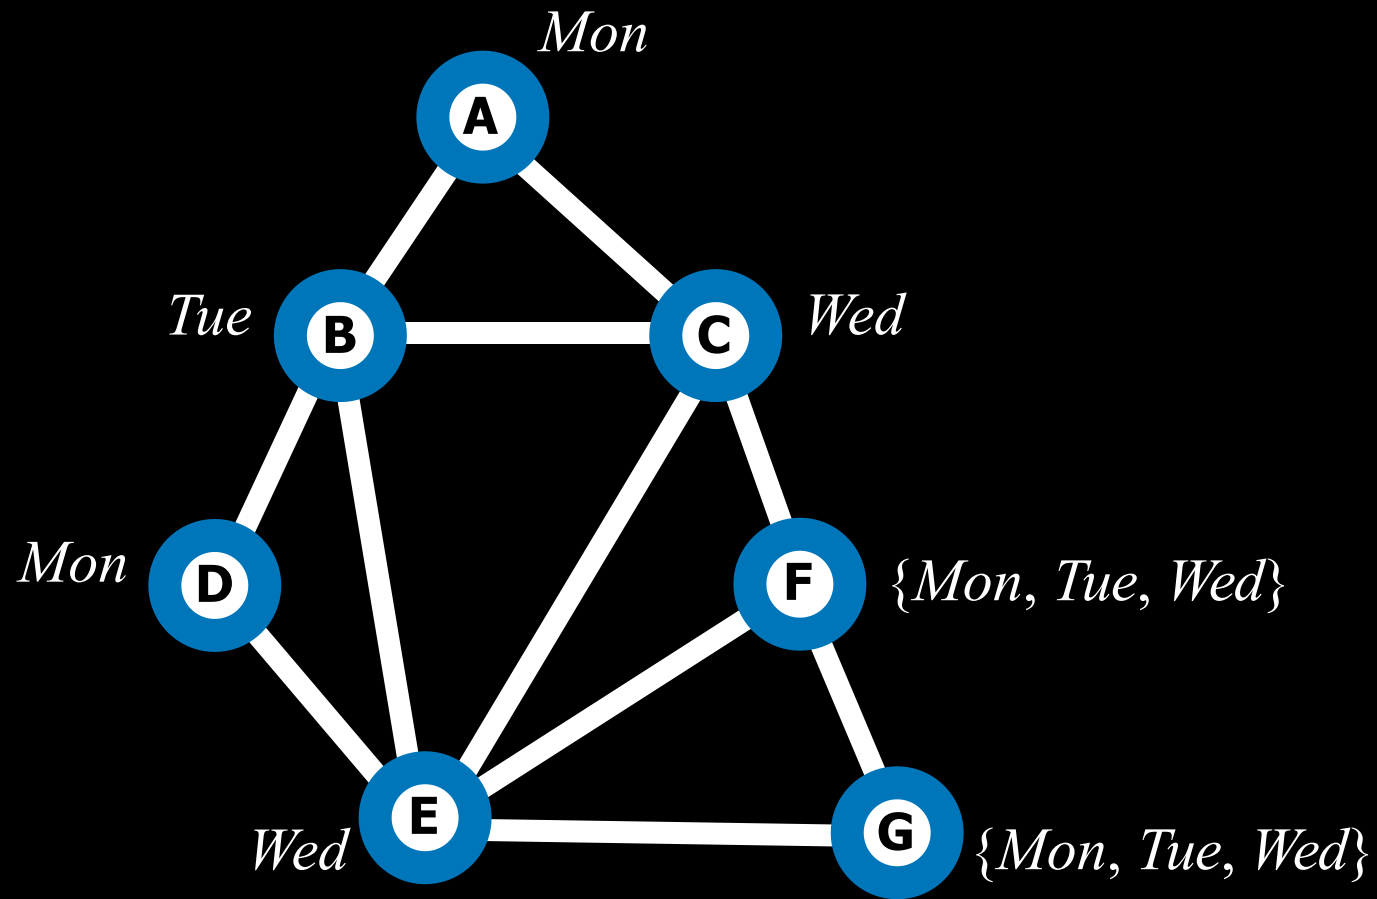 Mon
A
Tue
B
C
Wed
Mon
D
F
{Mon, Tue, Wed}
E
Wed
G
{Mon, Tue, Wed}